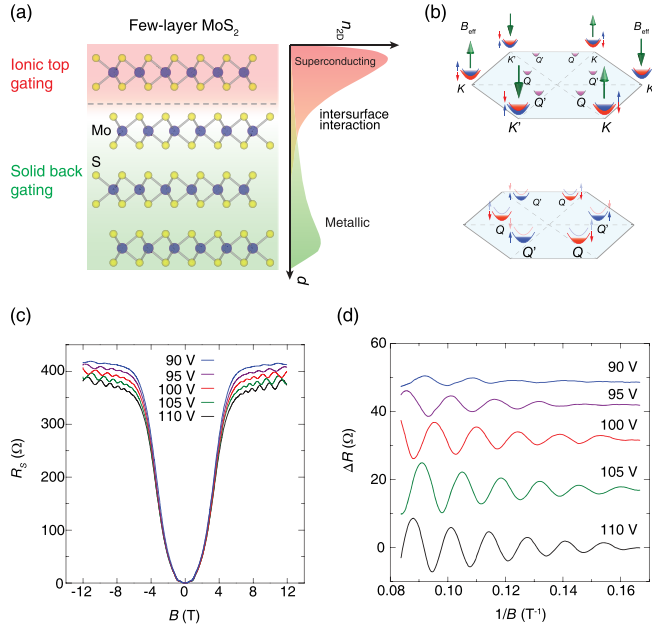 (a)
Few-layer MoS2
n2D
Ionic top
gating
Superconducting
intersurface
interaction
Mo
S
Solid back
gating
Metallic
d
(b)
Beff
Beff
K'
Q'
Q
K
K
Q
Q
K'
Q'
Q'
K'
K
Q'
Q
Q
Q'
Q'
Q
(c)
90 V
95 V
100 V
105 V
110 V
400
300
200
100
0
-12
-8
-4
0
4
8
12
RS (Ω)
B (T)
(d)
90 V
95 V
100 V
105 V
110 V
60
40
20
0
0.08
0.10
0.12
0.14
0.16
ΔR (Ω)
1/B (T-1)